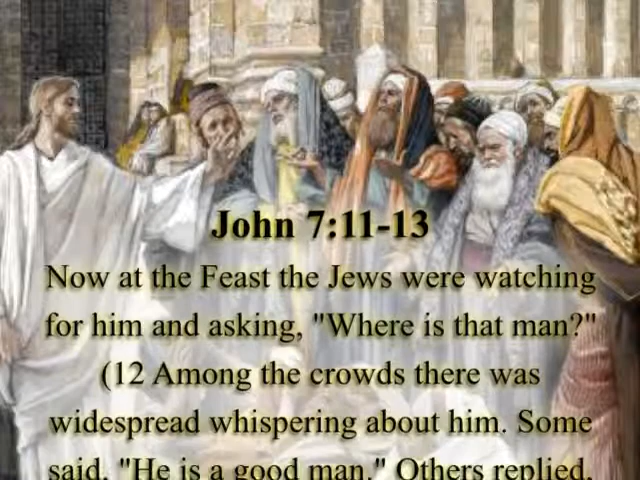 John 7:11-13
Now at the Feast the Jews were watching
for him and asking, "Where is that man?"
(12 Among the crowds there was
widespread whispering about him. Some
said, "He is a good man." Others replied,